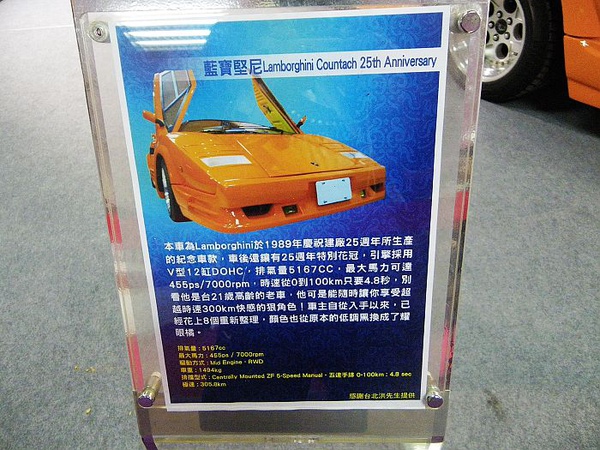 藍寶堅尼Lamborghini Countach 25th Anniversary
本車為Lamborghini於1989年慶祝建廠25週年所生產
的紀念車款，車後還鑲有25週年特別花冠，引擎採用
V型12缸DOHC，排氣量5167CC，最大馬力可達
455ps/7000rpm，時速從0到100km只要4.8秒，別
看他是台21歲高齡的老車，他可是能隨時讓你享受超
越時速300km快感的狠角色！車主自從入手以來，已
經花上8個重新整理，顏色也從原本的低調黑換成了耀
眼橘。
排氣量：5167cc
最大馬力：455ps / 7000rpm
驅動方式：Mid Engine，RWD
車重：1494kg
排檔型式：Centrally Mounted ZF 5-Speed Manual，五速手排 0-100km：4.8 sec
極速：305.8km
感謝台北洪先生提供